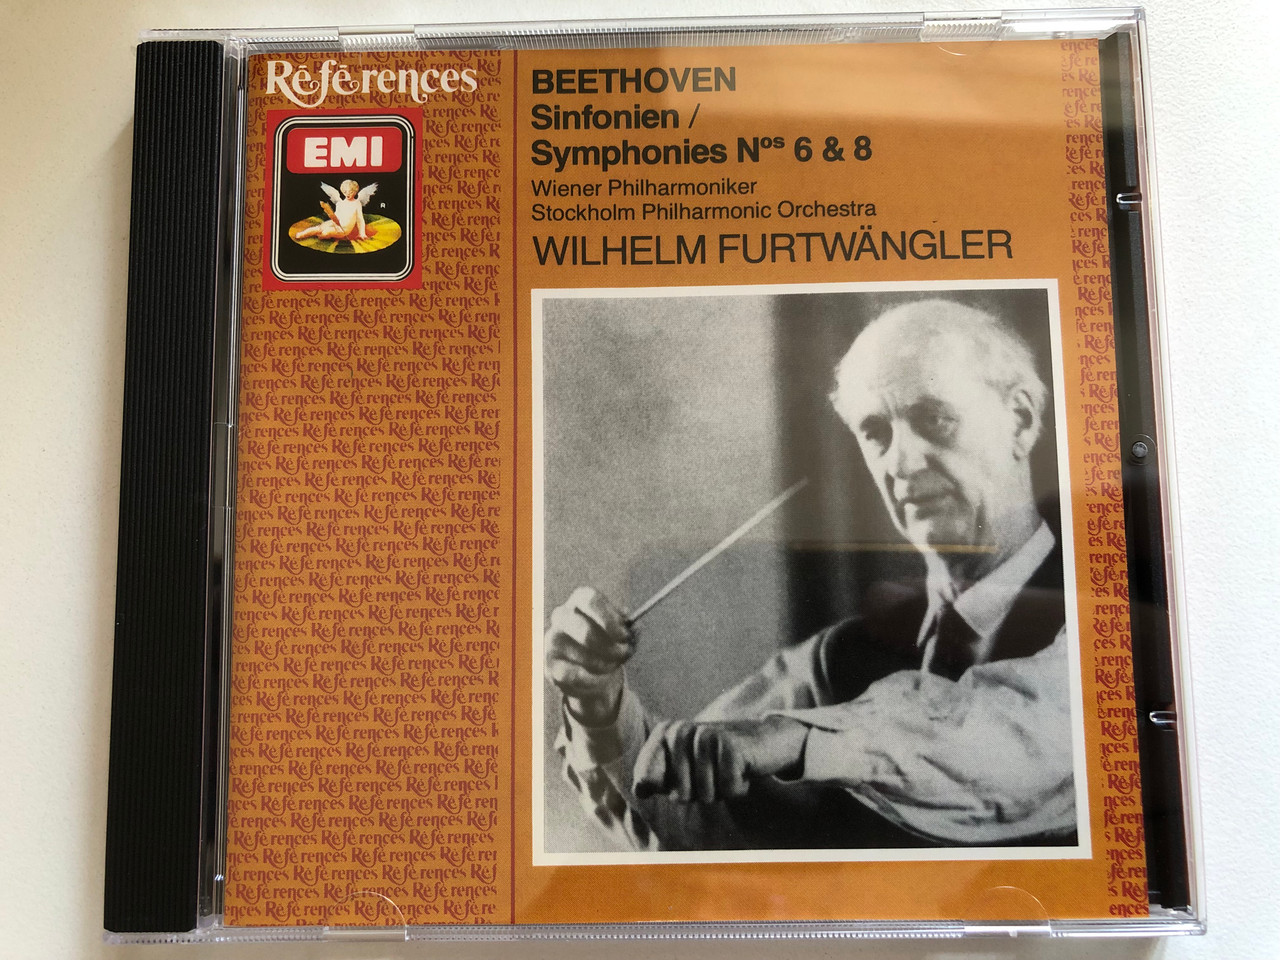 Références
EMI
R
BEETHOVEN
Sinfonien /
Symphonies Nos 6 & 8
Wiener Philharmoniker
Stockholm Philharmonic Orchestra
WILHELM FURTWÄNGLER